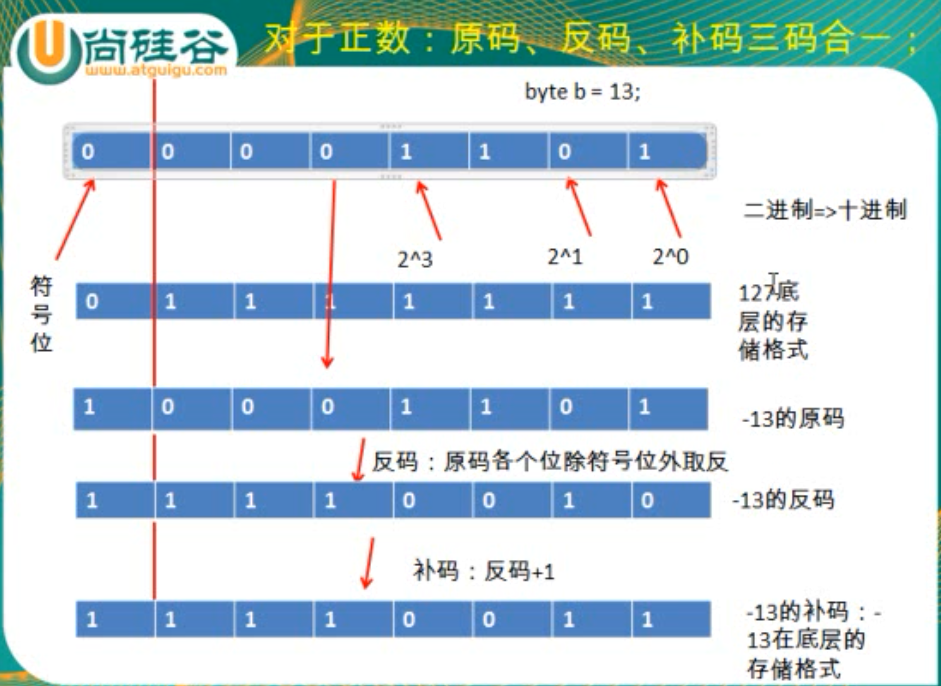 尚硅谷
www.atguigu.com
对于正数：原码、反码、补码三码合一；
byte b = 13;
0 0 0 0 1 1 0 1
二进制=>十进制
2^3 2^1 2^0
符
号
位
0 1 1 1 1 1 1 1
127底
层的存
储格式
1 0 0 0 1 1 0 1
-13的原码
反码：原码各个位除符号位外取反
1 1 1 1 0 0 1 0
-13的反码
补码：反码+1
1 1 1 1 0 0 1 1
-13的补码：-
13在底层的
存储格式